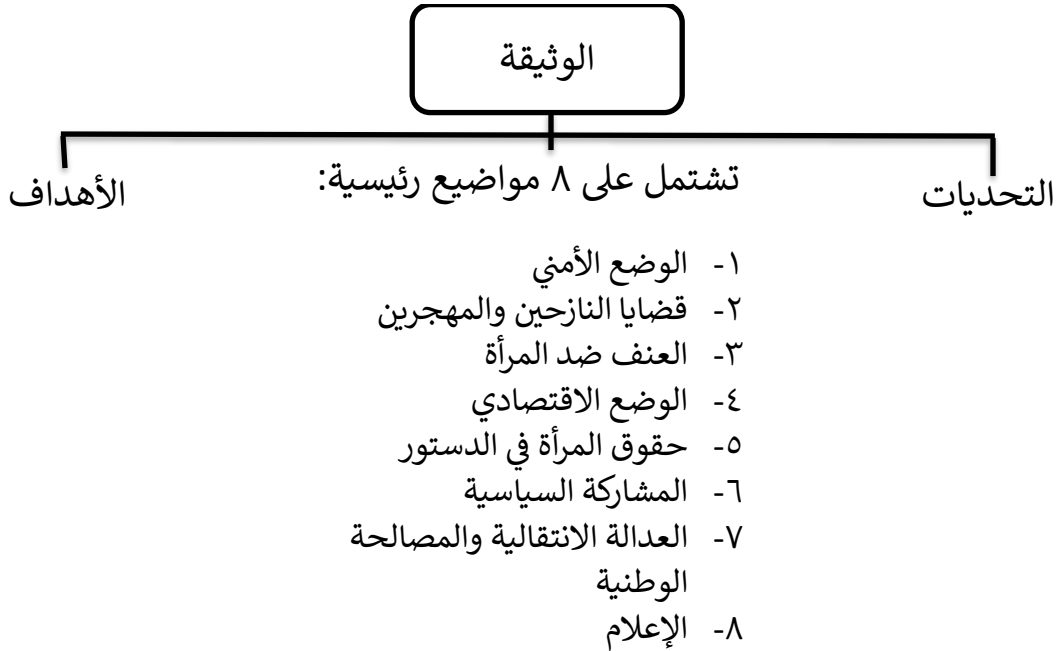 الوثيقة
التحديات
تشتمل على ٨ مواضيع رئيسية:
الأهداف
١- الوضع الأمني
٢- قضايا النازحين والمهجرين
٣- العنف ضد المرأة
٤- الوضع الاقتصادي
٥- حقوق المرأة في الدستور
٦- المشاركة السياسية
٧- العدالة الانتقالية والمصالحة
الوطنية
٨- الإعلام